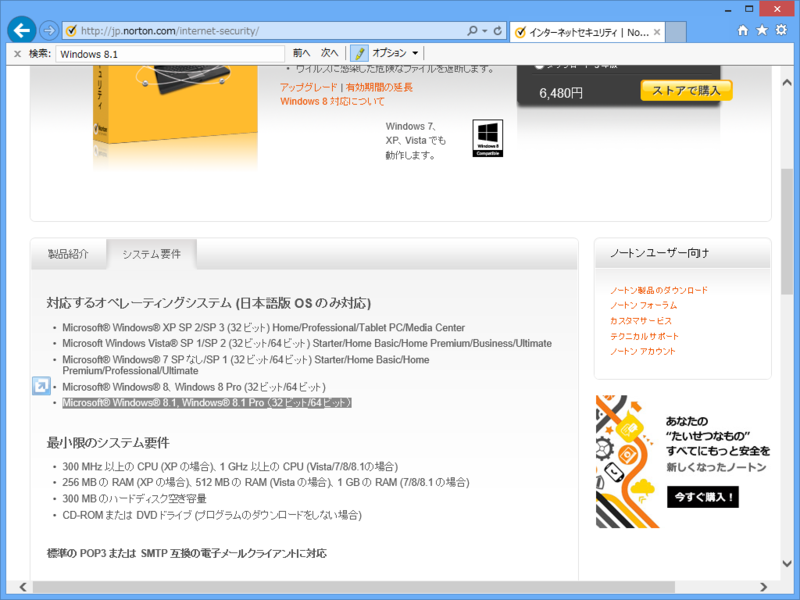 http://jp.norton.com/internet-security/
インターネットセキュリティ | No...
検索: Windows 8.1 前へ 次へ オプション
ウイルスに感染した危険なファイルを遮断します。
アップグレード | 有効期間の延長
Windows 8 対応について
Windows 7、
XP、Vista でも
動作します。
Windows 8
Compatible
6,480円
ストアで購入
製品紹介
システム要件
対応するオペレーティングシステム (日本語版 OS のみ対応)
• Microsoft® Windows® XP SP 2/SP 3 (32ビット) Home/Professional/Tablet PC/Media Center
• Microsoft Windows Vista® SP 1/SP 2 (32ビット/64ビット) Starter/Home Basic/Home Premium/Business/Ultimate
• Microsoft® Windows® 7 SPなし/SP 1 (32ビット/64ビット) Starter/Home Basic/Home
Premium/Professional/Ultimate
• Microsoft® Windows® 8、Windows 8 Pro (32ビット/64ビット)
• Microsoft® Windows® 8.1, Windows® 8.1 Pro (32ビット/64ビット)
最小限のシステム要件
• 300 MHz 以上の CPU (XP の場合)、1 GHz 以上の CPU (Vista/7/8/8.1の場合)
• 256 MB の RAM (XP の場合)、512 MB の RAM (Vista の場合)、1 GB の RAM (7/8/8.1 の場合)
• 300 MB のハードディスク空き容量
• CD-ROM または DVD ドライブ (プログラムのダウンロードをしない場合)
標準の POP3 または SMTP 互換の電子メールクライアントに対応
ノートンユーザー向け
ノートン製品のダウンロード
ノートン フォーラム
カスタマサービス
テクニカルサポート
ノートン アカウント
あなたの
“たいせつなもの”
すべてにもっと安全を
新しくなったノートン
今すぐ購入！